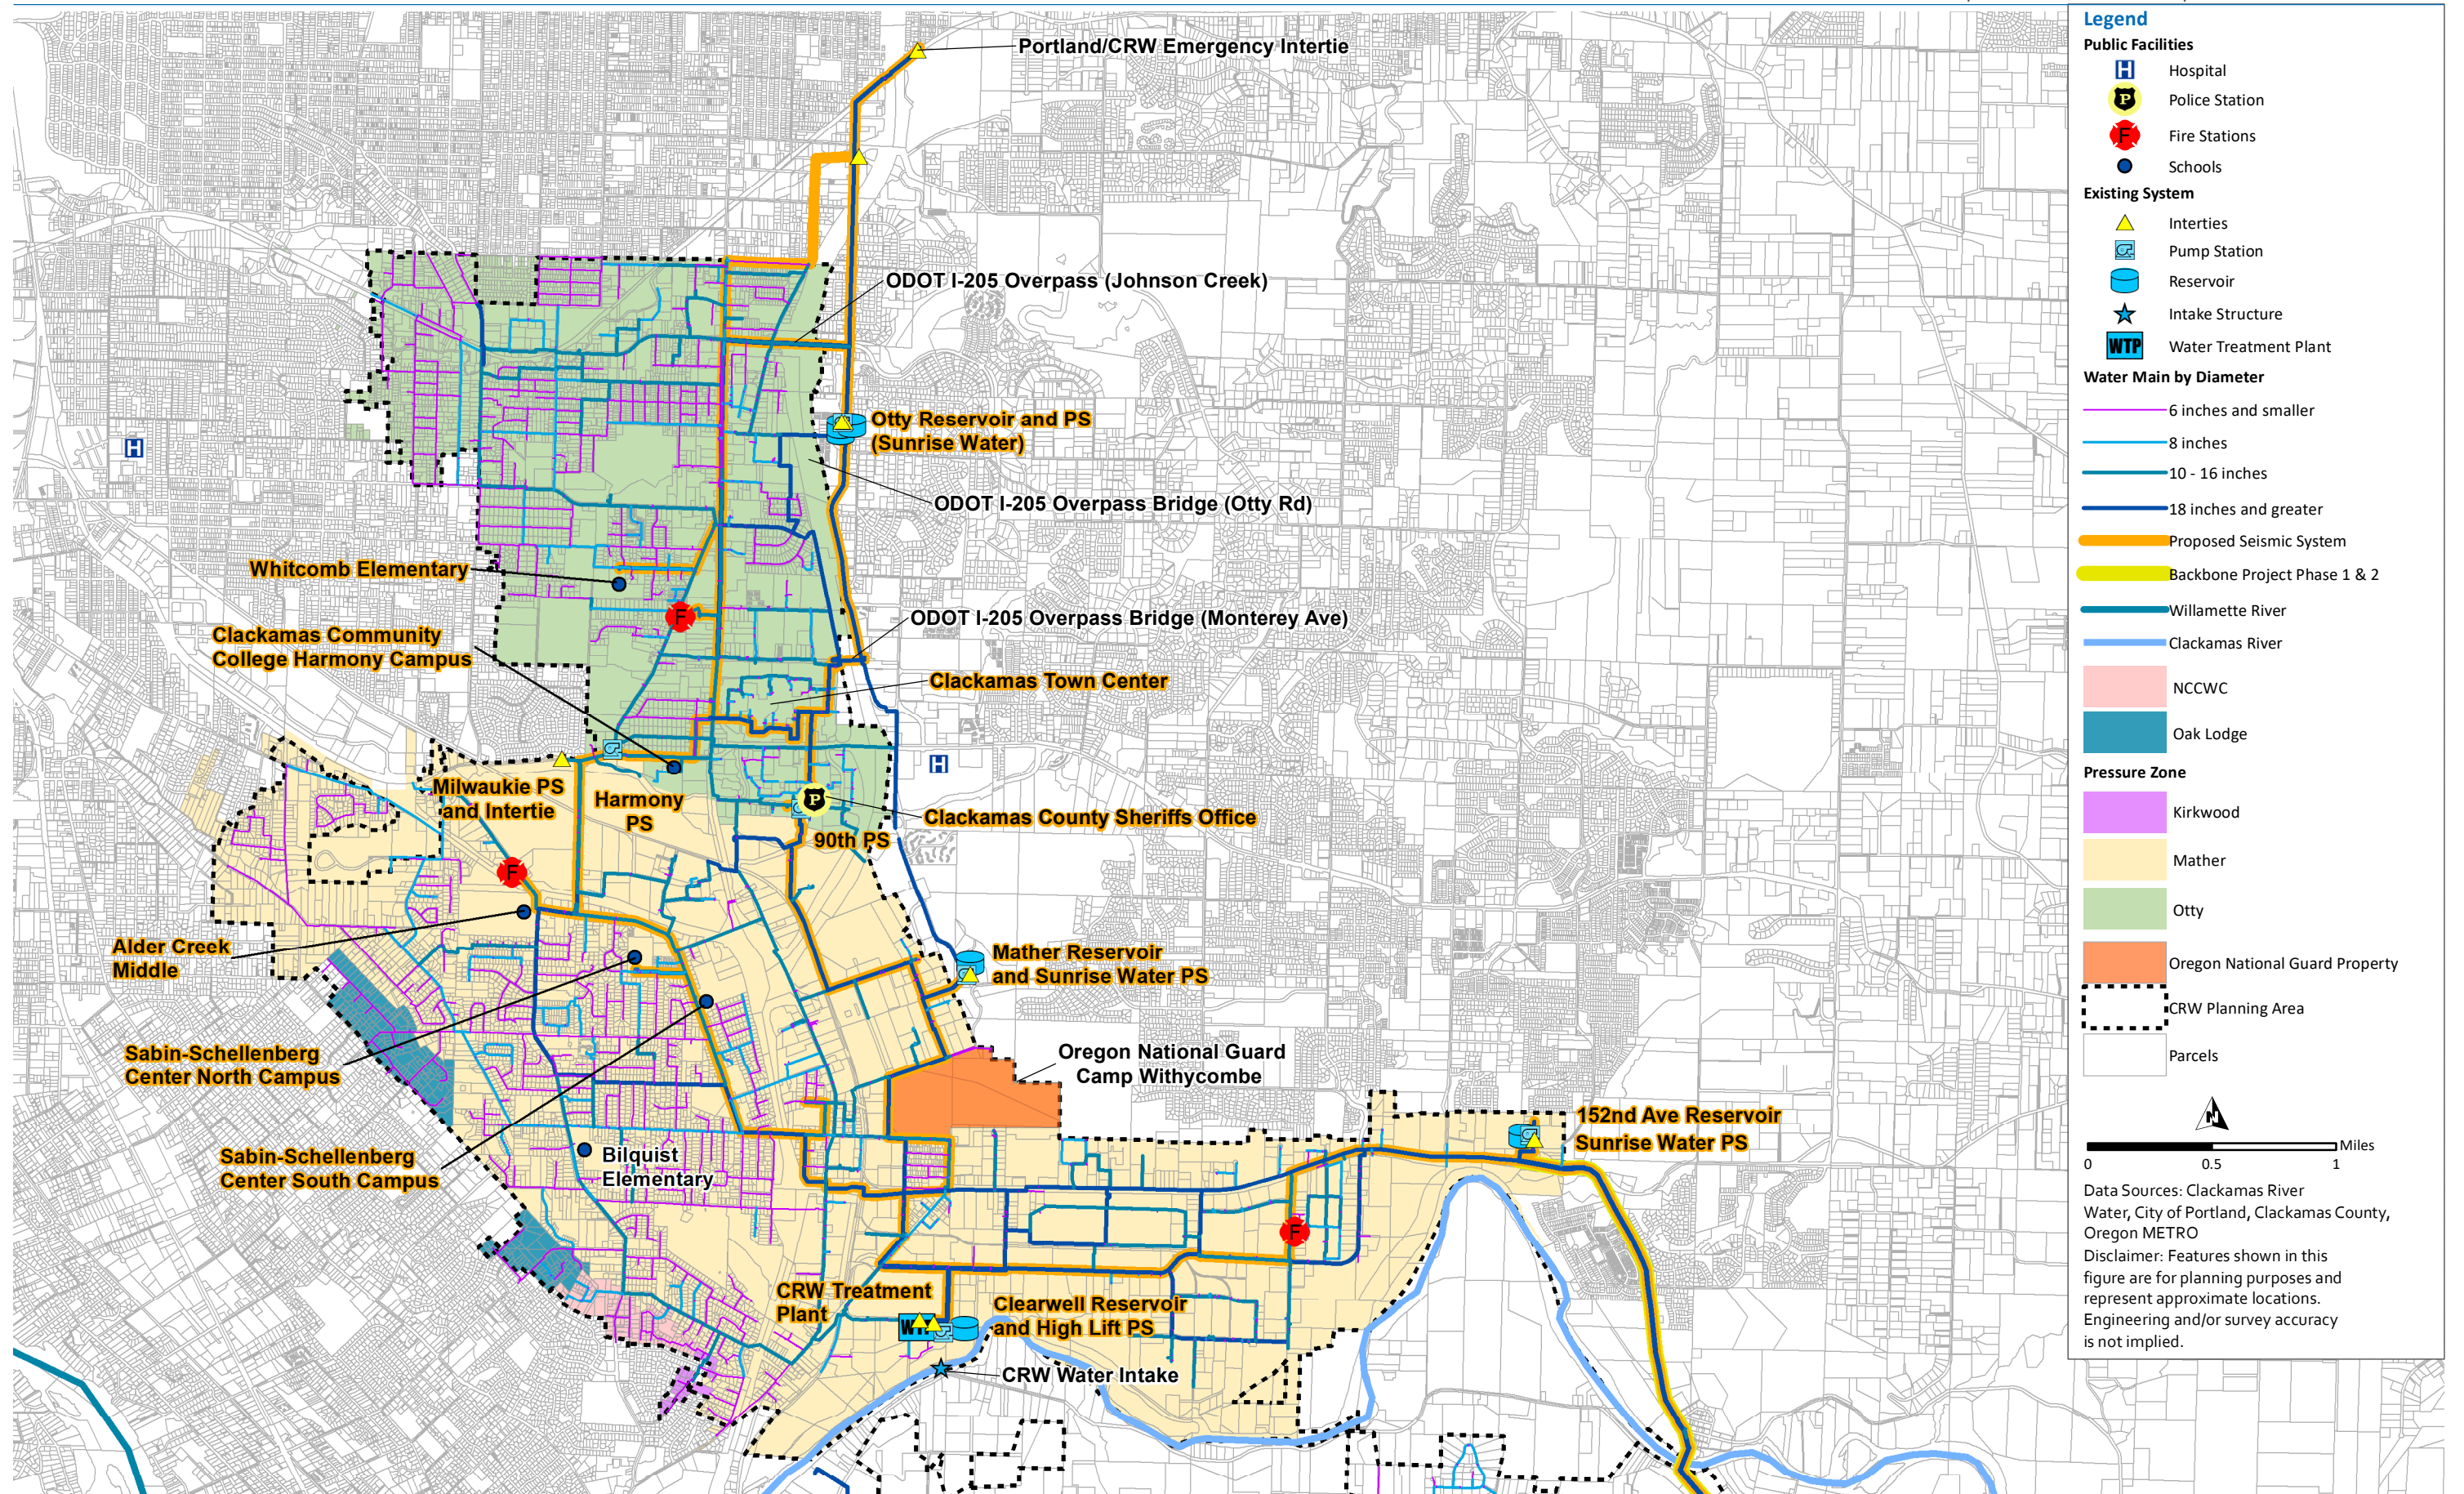 Portland/CRW Emergency Intertie
ODOT I-205 Overpass (Johnson Creek)
Otty Reservoir and PS
(Sunrise Water)
H
ODOT I-205 Overpass Bridge (Otty Rd)
Whitcomb Elementary
F
ODOT I-205 Overpass Bridge (Monterey Ave)
Clackamas Community
College Harmony Campus
Clackamas Town Center
H
Milwaukie PS
and Intertie
Harmony
PS
P
Clackamas County Sheriffs Office
90th PS
F
Alder Creek
Middle
Mather Reservoir
and Sunrise Water PS
Sabin-Schellenberg
Center North Campus
Oregon National Guard
Camp Withycombe
152nd Ave Reservoir
Sunrise Water PS
Sabin-Schellenberg
Center South Campus
Bilquist
Elementary
F
CRW Treatment
Plant
Clearwell Reservoir
and High Lift PS
CRW Water Intake
Legend
Public Facilities
H Hospital
P Police Station
F Fire Stations
Schools
Existing System
Interties
Pump Station
Reservoir
Intake Structure
WTP Water Treatment Plant
Water Main by Diameter
6 inches and smaller
8 inches
10 - 16 inches
18 inches and greater
Proposed Seismic System
Backbone Project Phase 1 & 2
Willamette River
Clackamas River
NCCWC
Oak Lodge
Pressure Zone
Kirkwood
Mather
Otty
Oregon National Guard Property
CRW Planning Area
Parcels
N
Miles
0 0.5 1
Data Sources: Clackamas River
Water, City of Portland, Clackamas County,
Oregon METRO
Disclaimer: Features shown in this
figure are for planning purposes and
represent approximate locations.
Engineering and/or survey accuracy
is not implied.